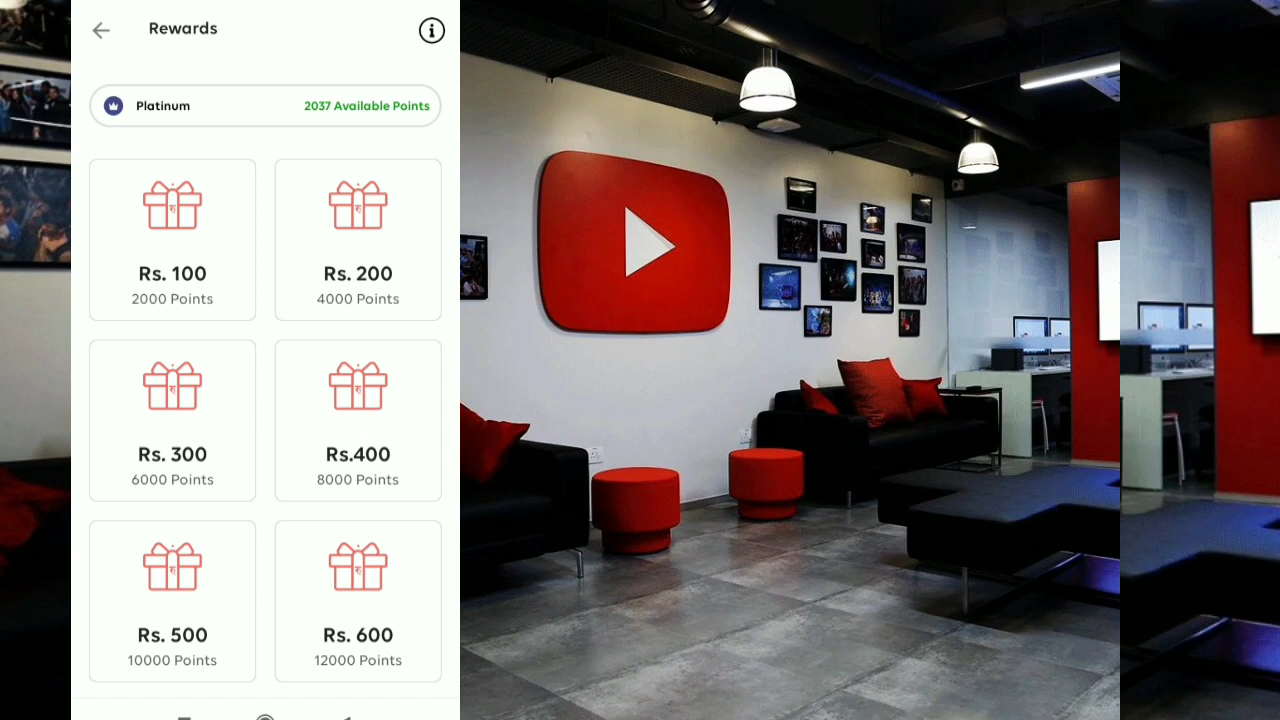 Rewards
Platinum
2037 Available Points
Rs. 100
2000 Points
Rs. 200
4000 Points
Rs. 300
6000 Points
Rs.400
8000 Points
Rs. 500
10000 Points
Rs. 600
12000 Points